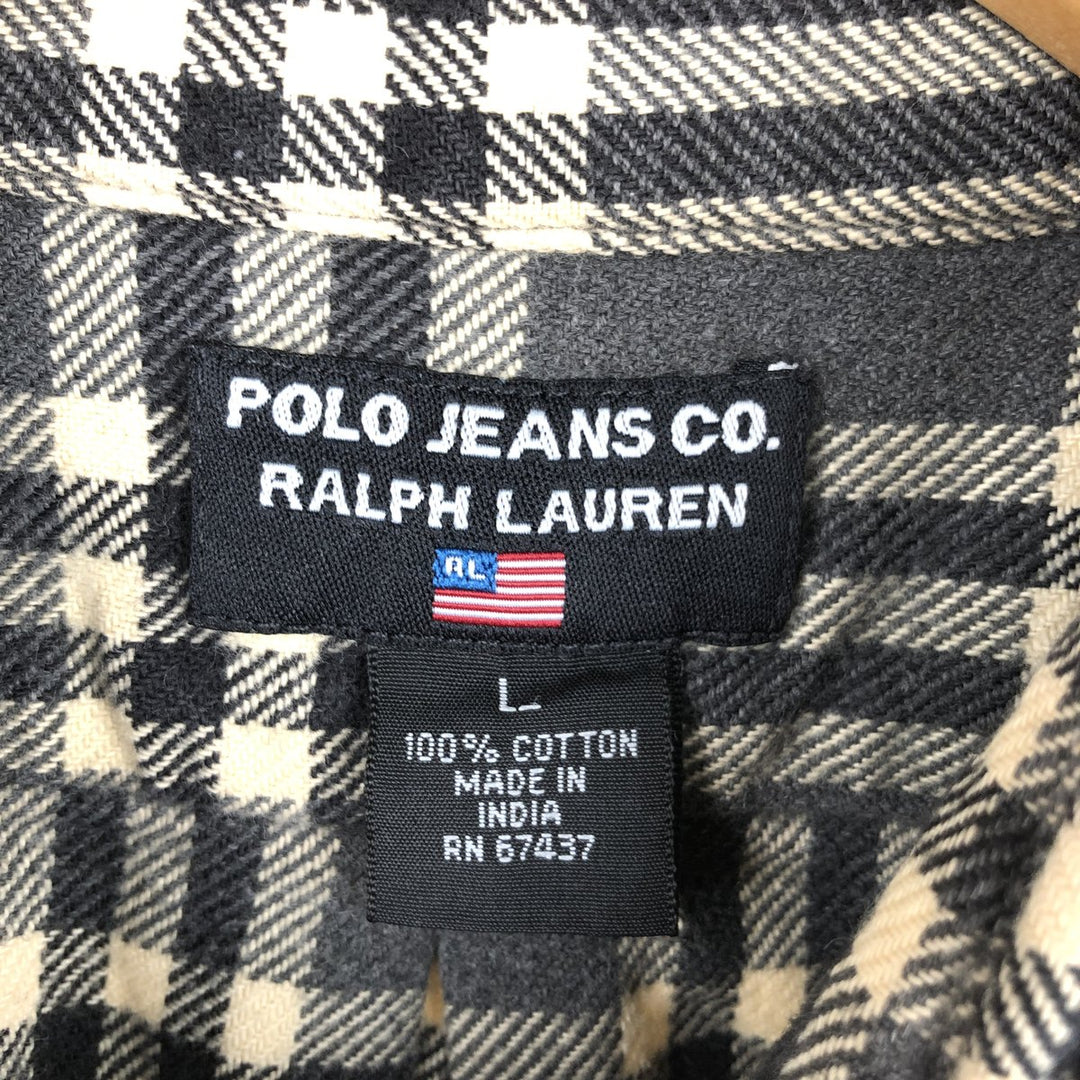 POLO JEANS CO.
RALPH LAUREN
RL
L
100% COTTON
MADE IN
INDIA
RN 67437